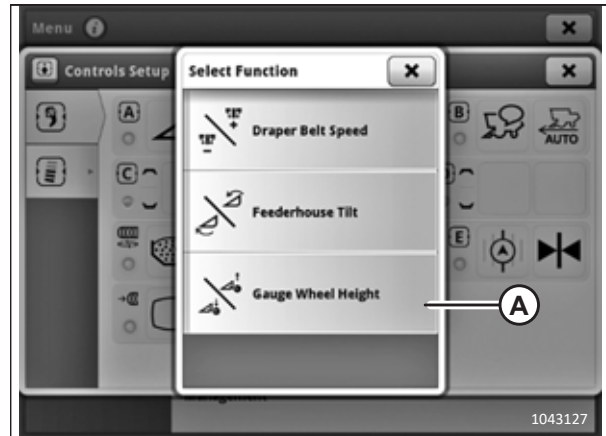 Menu
Controls Setup
Select Function
A
B
Draper Belt Speed
AUTO
C
Feederhouse Tilt
E
Gauge Wheel Height
A
1043127